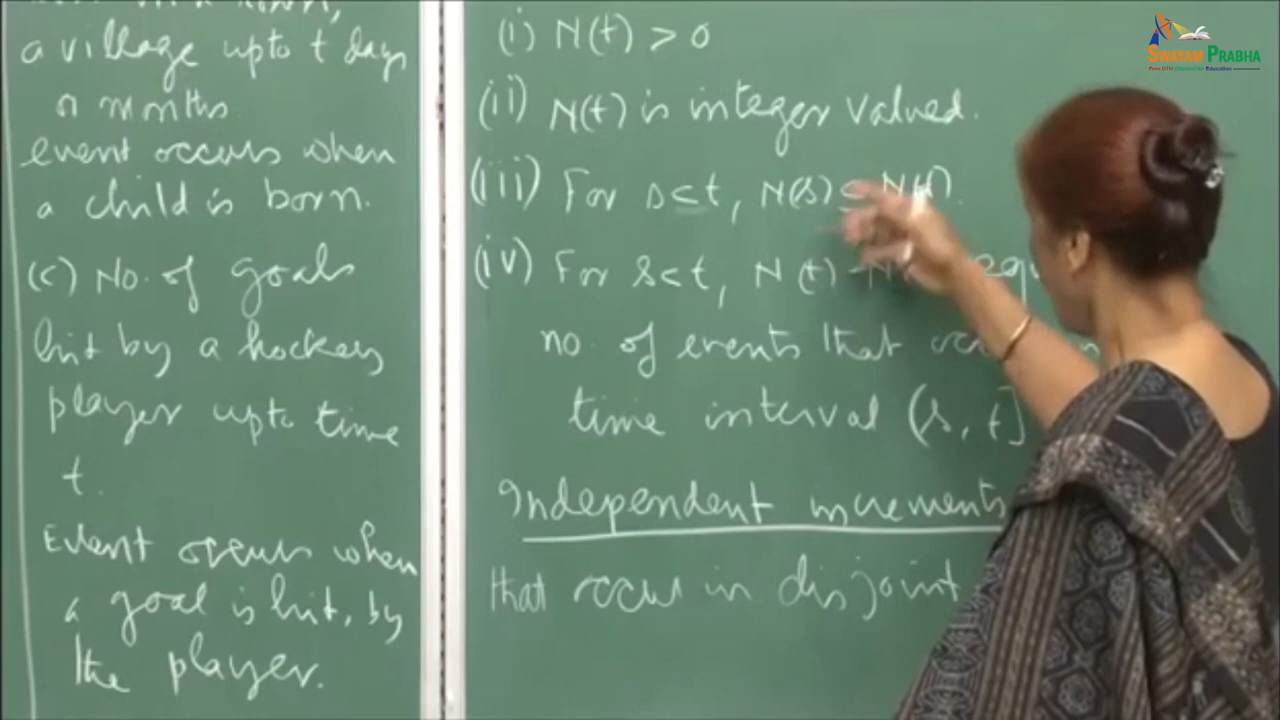 a village upto t days
or months.
event occurs when
a child is born.
(c) No. of goals
hit by a hockey
player upto time
t.
Event occurs when
a goal is hit, by
the player.
(i) N(t) > 0
(ii) N(t) is integer valued.
(iii) For s<t, N(s) ≤ N(t).
(iv) For s<t, N(t) - N
no. of events that
time interval (s, t]
Independent increments
that occur in disjoint
SWAYAM PRABHA